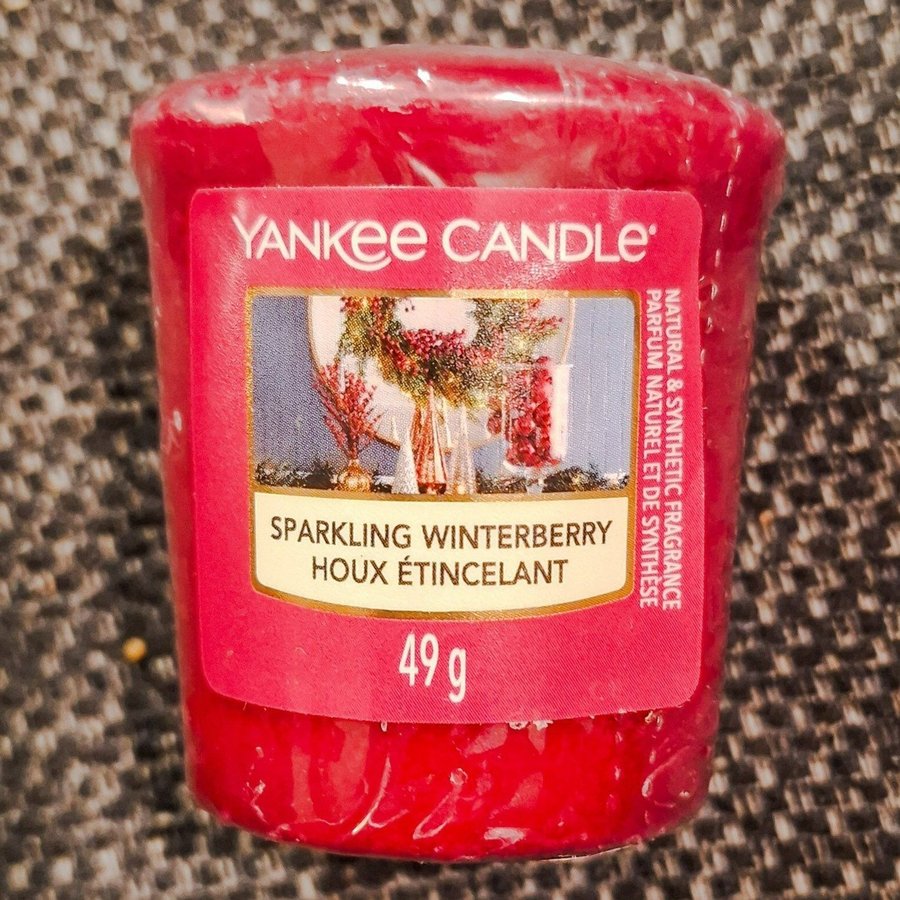 YANKEE CANDLE®
SPARKLING WINTERBERRY
HOUX ÉTINCELANT
49 g
NATURAL & SYNTHETIC FRAGRANCE
PARFUM NATUREL ET DE SYNTHÈSE